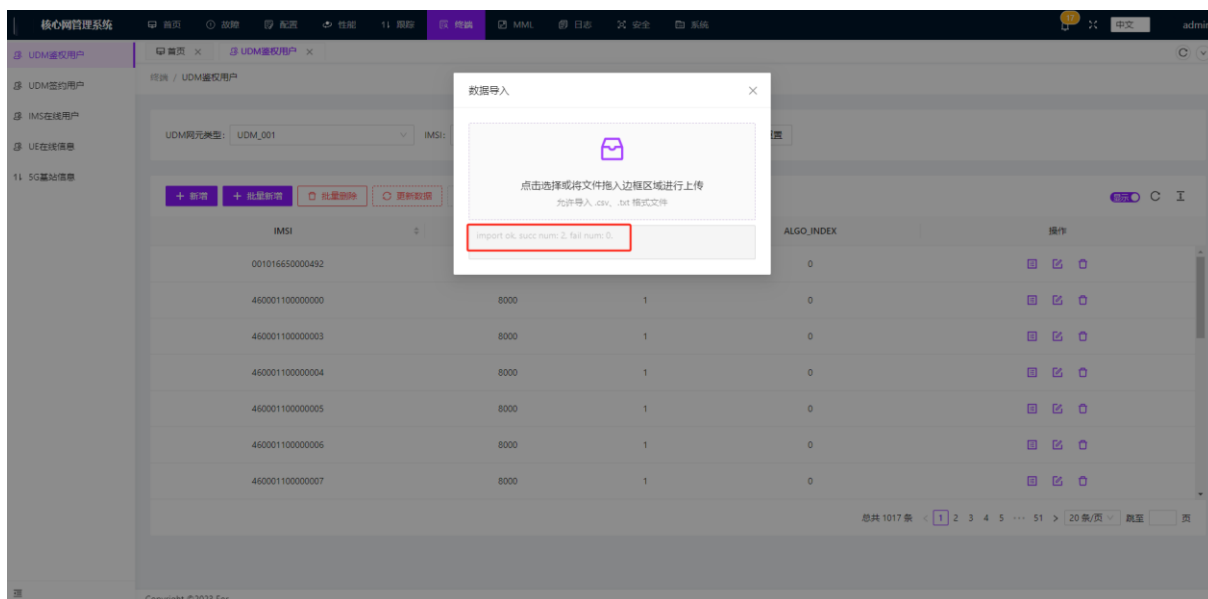 核心网管理系统 首页 故障 配置 性能 跟踪 终端 MML 日志 安全 系统 17 中文 admin
UDM鉴权用户 首页 UDM鉴权用户
UDM签约用户 终端 / UDM鉴权用户
数据导入
IMS在线用户
UDM网元类型: UDM_001 IMSI:
UE在线信息
5G基站信息
点击选择或将文件拖入边框区域进行上传
允许导入 .csv、.txt 格式文件
新增 批量新增 批量删除 更新数据 显示
import ok, succ num: 2, fail num: 0.
IMSI ALGO_INDEX 操作
001016650000492 0
460001100000000 8000 1 0
460001100000003 8000 1 0
460001100000004 8000 1 0
460001100000005 8000 1 0
460001100000006 8000 1 0
460001100000007 8000 1 0
总共 1017 条 < 1 2 3 4 5 ··· 51 > 20 条/页 跳至 页